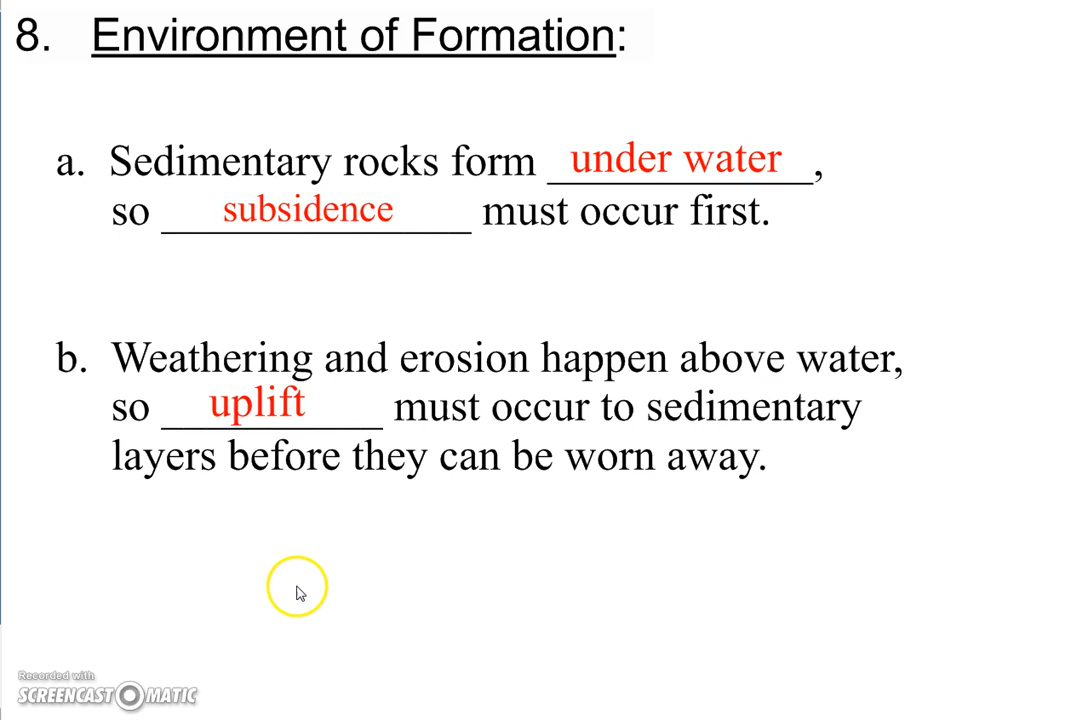 8. Environment of Formation:
a. Sedimentary rocks form under water,
so subsidence must occur first.
b. Weathering and erosion happen above water,
so uplift must occur to sedimentary
layers before they can be worn away.
Recorded with
SCREENCAST O MATIC